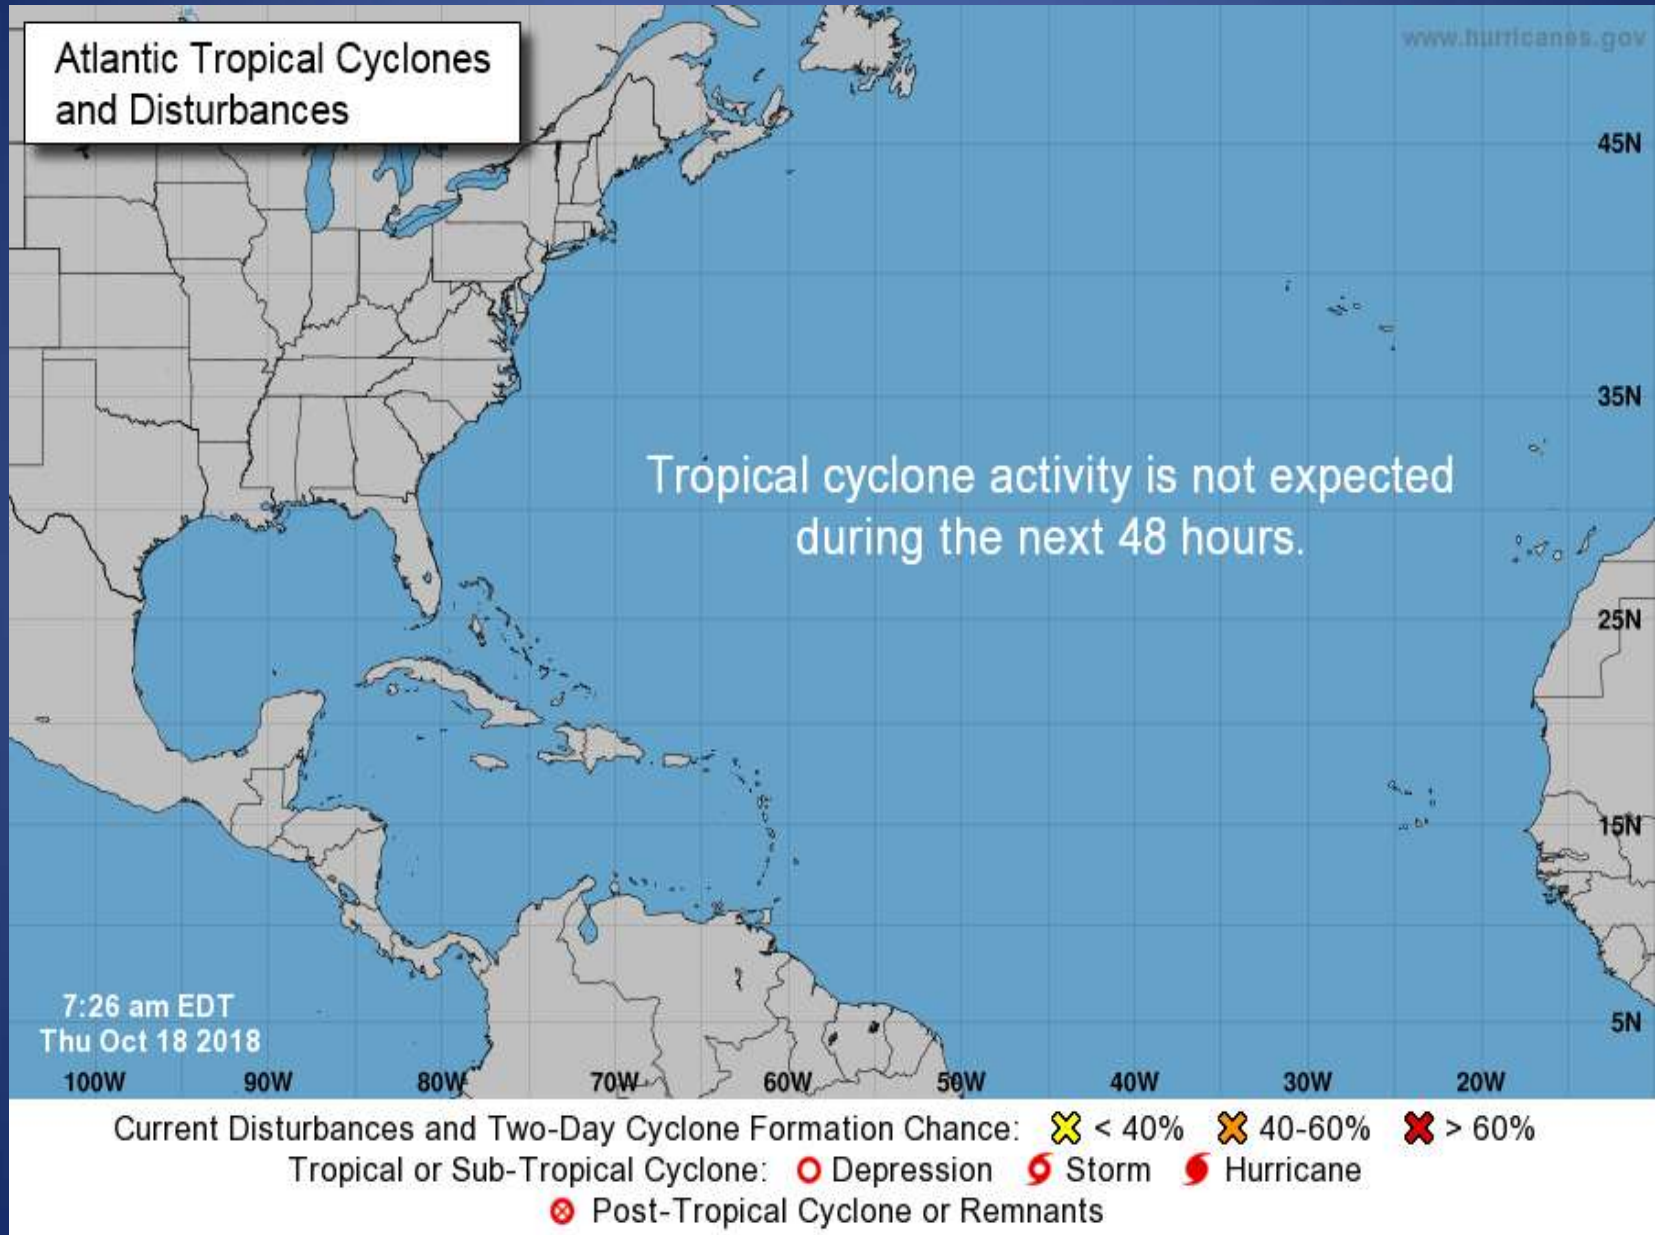 Atlantic Tropical Cyclones
and Disturbances
www.hurricanes.gov
45N
35N
Tropical cyclone activity is not expected
during the next 48 hours.
25N
15N
7:26 am EDT
Thu Oct 18 2018
5N
100W 90W 80W 70W 60W 50W 40W 30W 20W
Current Disturbances and Two-Day Cyclone Formation Chance: < 40% 40-60% > 60%
Tropical or Sub-Tropical Cyclone: Depression Storm Hurricane
Post-Tropical Cyclone or Remnants